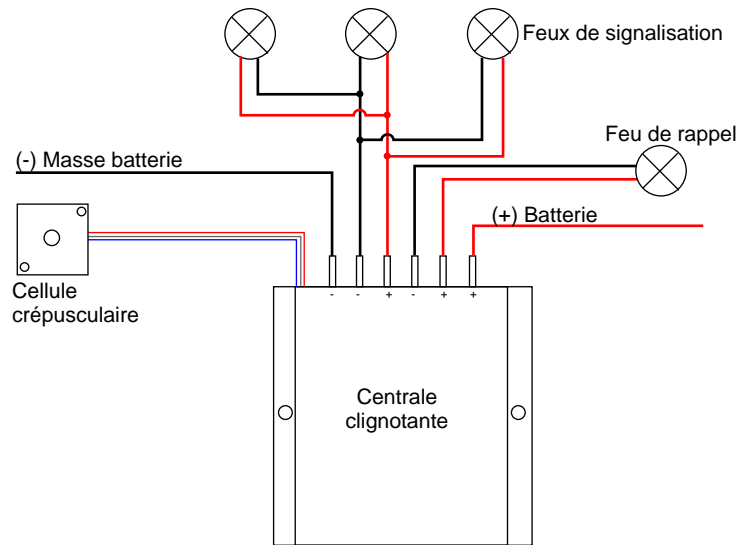 Feux de signalisation
Feu de rappel
(-) Masse batterie
(+) Batterie
Cellule
crépusculaire
- - + - + +
Centrale
clignotante